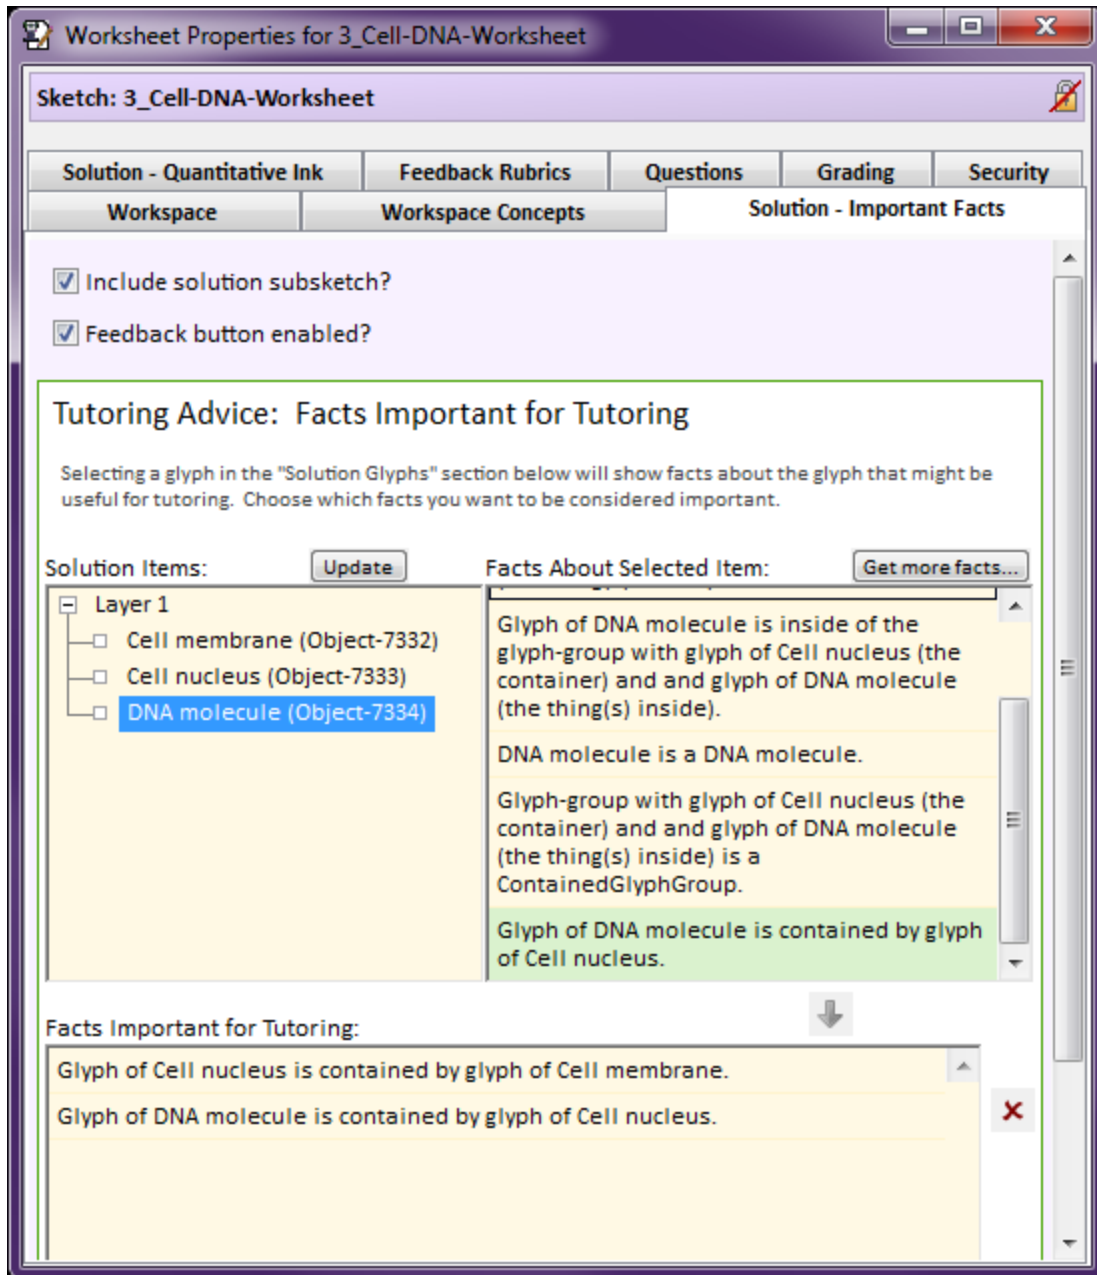 Worksheet Properties for 3_Cell-DNA-Worksheet
Sketch: 3_Cell-DNA-Worksheet
Solution - Quantitative Ink Feedback Rubrics Questions Grading Security
Workspace Workspace Concepts Solution - Important Facts
Include solution subsketch?
Feedback button enabled?
Tutoring Advice: Facts Important for Tutoring
Selecting a glyph in the "Solution Glyphs" section below will show facts about the glyph that might be
useful for tutoring. Choose which facts you want to be considered important.
Solution Items: Update
Layer 1
Cell membrane (Object-7332)
Cell nucleus (Object-7333)
DNA molecule (Object-7334)
Facts About Selected Item: Get more facts...
Glyph of DNA molecule is inside of the
glyph-group with glyph of Cell nucleus (the
container) and and glyph of DNA molecule
(the thing(s) inside).
DNA molecule is a DNA molecule.
Glyph-group with glyph of Cell nucleus (the
container) and and glyph of DNA molecule
(the thing(s) inside) is a
ContainedGlyphGroup.
Glyph of DNA molecule is contained by glyph
of Cell nucleus.
Facts Important for Tutoring:
Glyph of Cell nucleus is contained by glyph of Cell membrane.
Glyph of DNA molecule is contained by glyph of Cell nucleus.